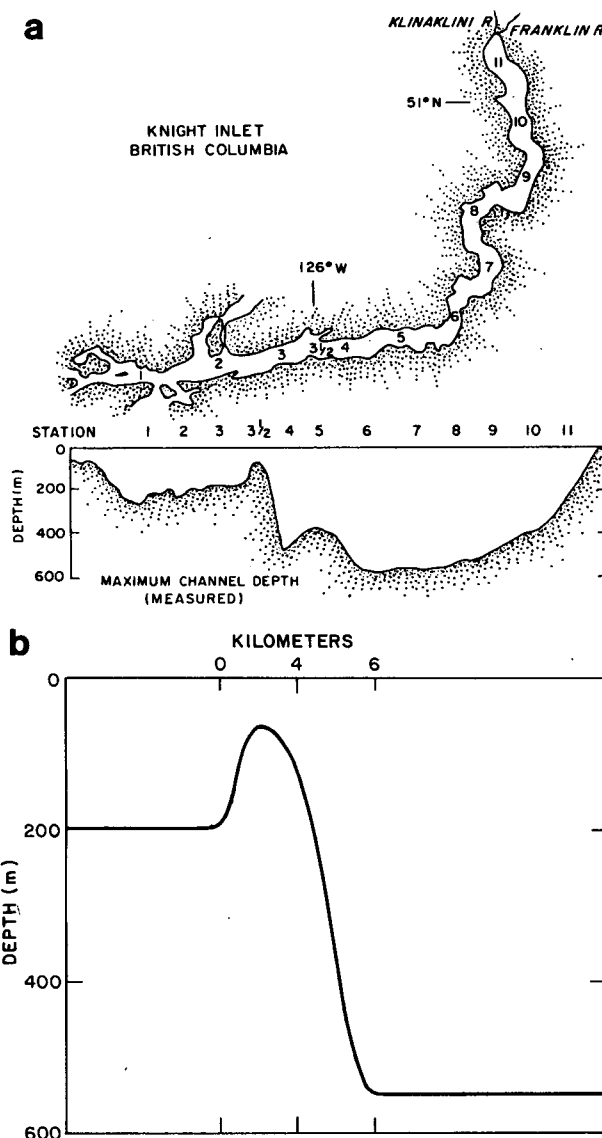 a
KLINAKLINI R.
FRANKLIN R.
11
51°N
KNIGHT INLET
BRITISH COLUMBIA
10
9
8
126°W
7
6
5
3 3½ 4
2
1
STATION 1 2 3 3½ 4 5 6 7 8 9 10 11
0
200
400
600
DEPTH (m)
MAXIMUM CHANNEL DEPTH
(MEASURED)
b
KILOMETERS
0 4 6
0
200
400
600
DEPTH (m)